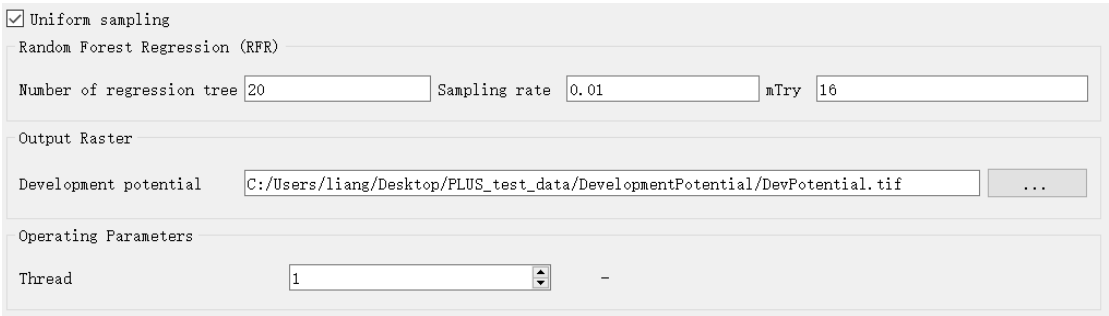 Uniform sampling
Random Forest Regression (RFR)
Number of regression tree 20 Sampling rate 0.01 mTry 16
Output Raster
Development potential C:/Users/liang/Desktop/PLUS_test_data/DevelopmentPotential/DevPotential.tif ...
Operating Parameters
Thread 1 -